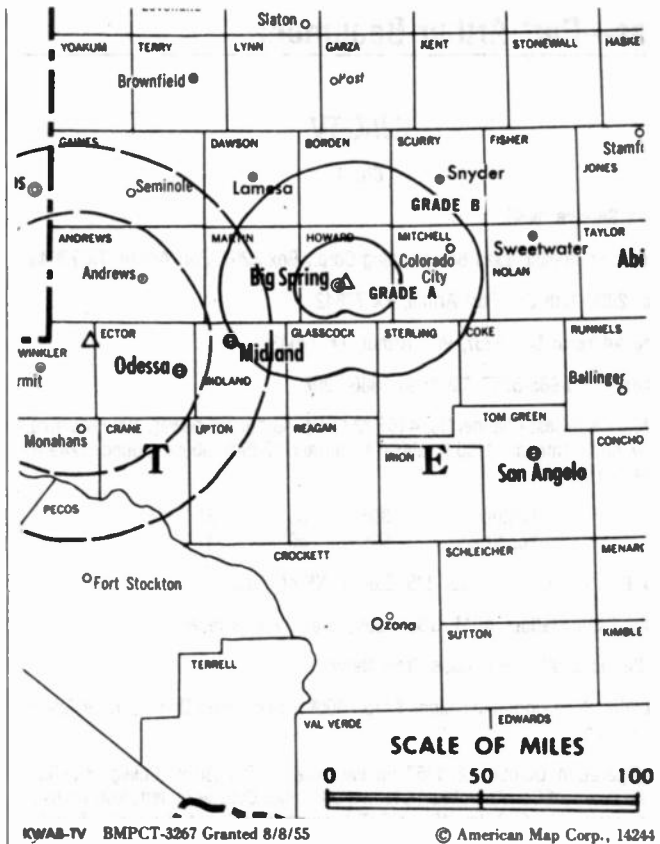 Slaton
YOAKUM TERRY LYNN GARZA KENT STONEWALL HASKE
Brownfield Post
GAINES DAWSON BORDEN SCURRY FISHER Stamf
JONES
Seminole Lamesa Snyder
GRADE B
ANDREWS MARTIN HOWARD MITCHELL Sweetwater TAYLOR
Andrews Big Spring GRADE A Colorado City NOLAN Abi
WINKLER ECTOR GLASSCOCK STERLING COKE RUNNELS
rmit Odessa Midland MIDLAND Ballinger
TOM GREEN
Monahans CRANE UPTON REAGAN CONCHO
T IRION E San Angelo
PECOS
CROCKETT SCHLEICHER MENARD
Fort Stockton
Ozona SUTTON KIMBLE
TERRELL
VAL VERDE EDWARDS
SCALE OF MILES
0 50 100
KWAB-TV BMPCT-3267 Granted 8/8/55 © American Map Corp., 14244